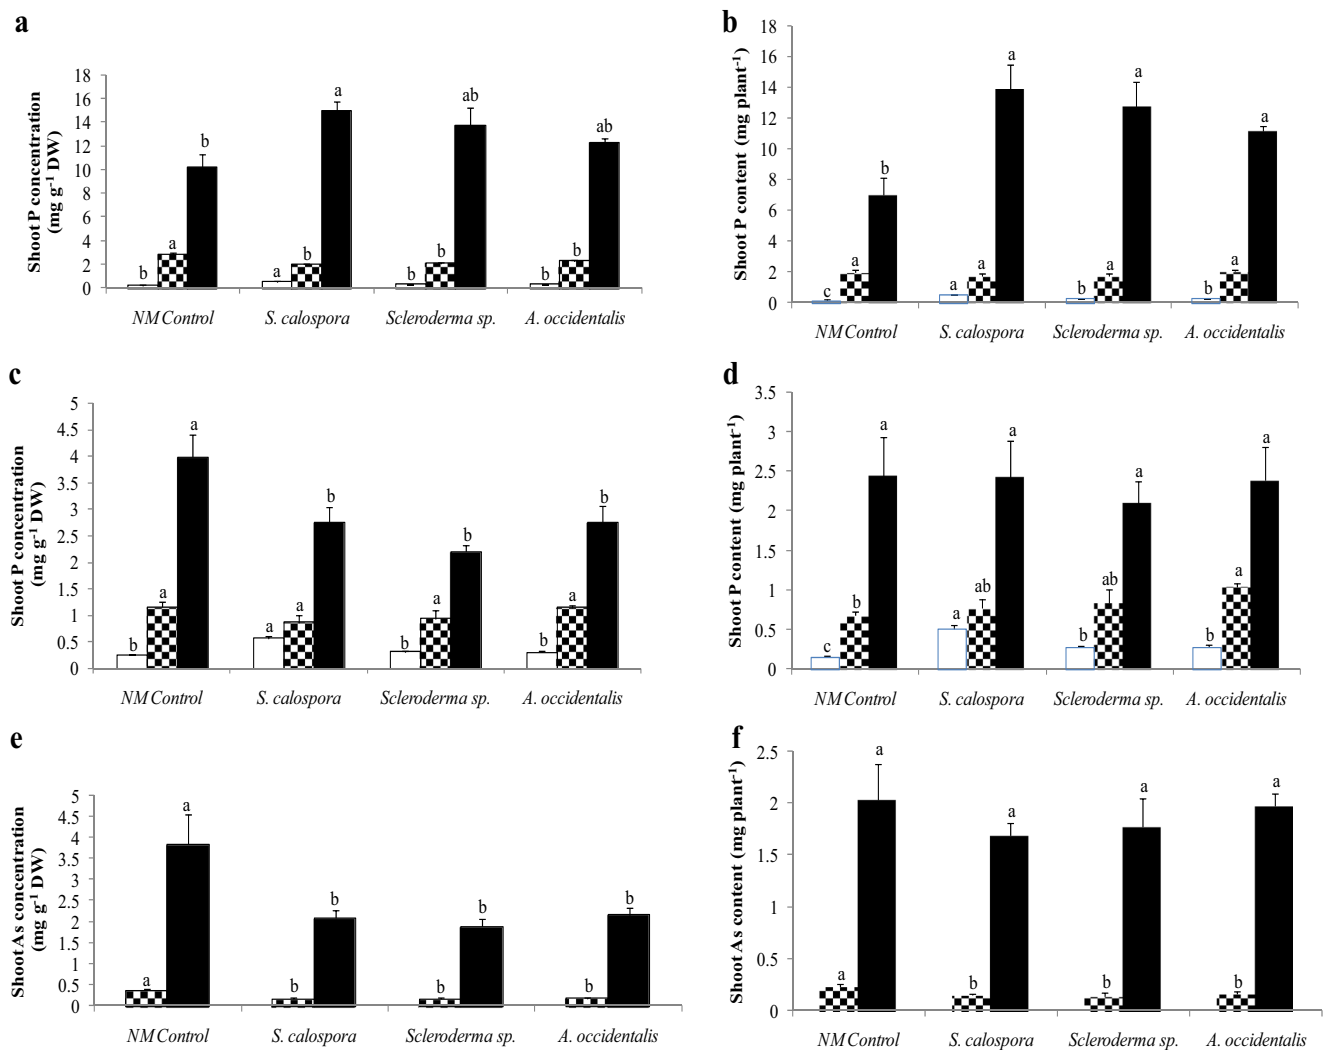 a
Shoot P concentration
(mg g-1 DW)
18
16
14
12
10
8
6
4
2
0
b
a
b
a
b
a
b
b
ab
b
b
ab
NM Control
S. calospora
Scleroderma sp.
A. occidentalis
b
Shoot P content (mg plant-1)
18
16
14
12
10
8
6
4
2
0
c
a
b
a
a
a
b
a
a
b
a
a
NM Control
S. calospora
Scleroderma sp.
A. occidentalis
c
Shoot P concentration
(mg g-1 DW)
5
4.5
4
3.5
3
2.5
2
1.5
1
0.5
0
b
a
a
a
a
b
b
a
b
b
a
b
NM Control
S. calospora
Scleroderma sp.
A. occidentalis
d
Shoot P content (mg plant-1)
3.5
3
2.5
2
1.5
1
0.5
0
c
b
a
a
ab
a
b
ab
a
b
a
a
NM Control
S. calospora
Scleroderma sp.
A. occidentalis
e
Shoot As concentration
(mg g-1 DW)
5
4.5
4
3.5
3
2.5
2
1.5
1
0.5
0
a
a
b
b
b
b
b
b
NM Control
S. calospora
Scleroderma sp.
A. occidentalis
f
Shoot As content (mg plant-1)
2.5
2
1.5
1
0.5
0
a
a
b
a
b
a
b
a
NM Control
S. calospora
Scleroderma sp.
A. occidentalis